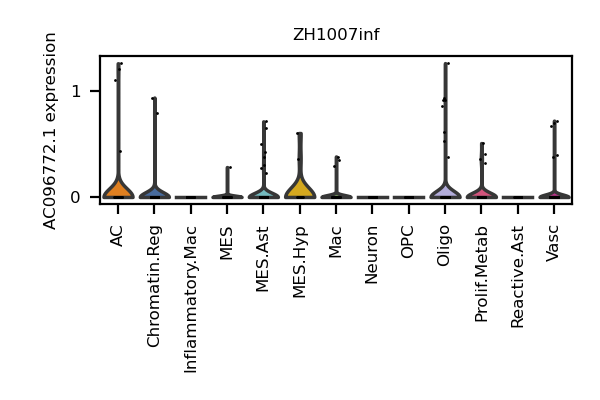 ZH1007inf
AC096772.1 expression
1
0
AC
Chromatin.Reg
Inflammatory.Mac
MES
MES.Ast
MES.Hyp
Mac
Neuron
OPC
Oligo
Prolif.Metab
Reactive.Ast
Vasc